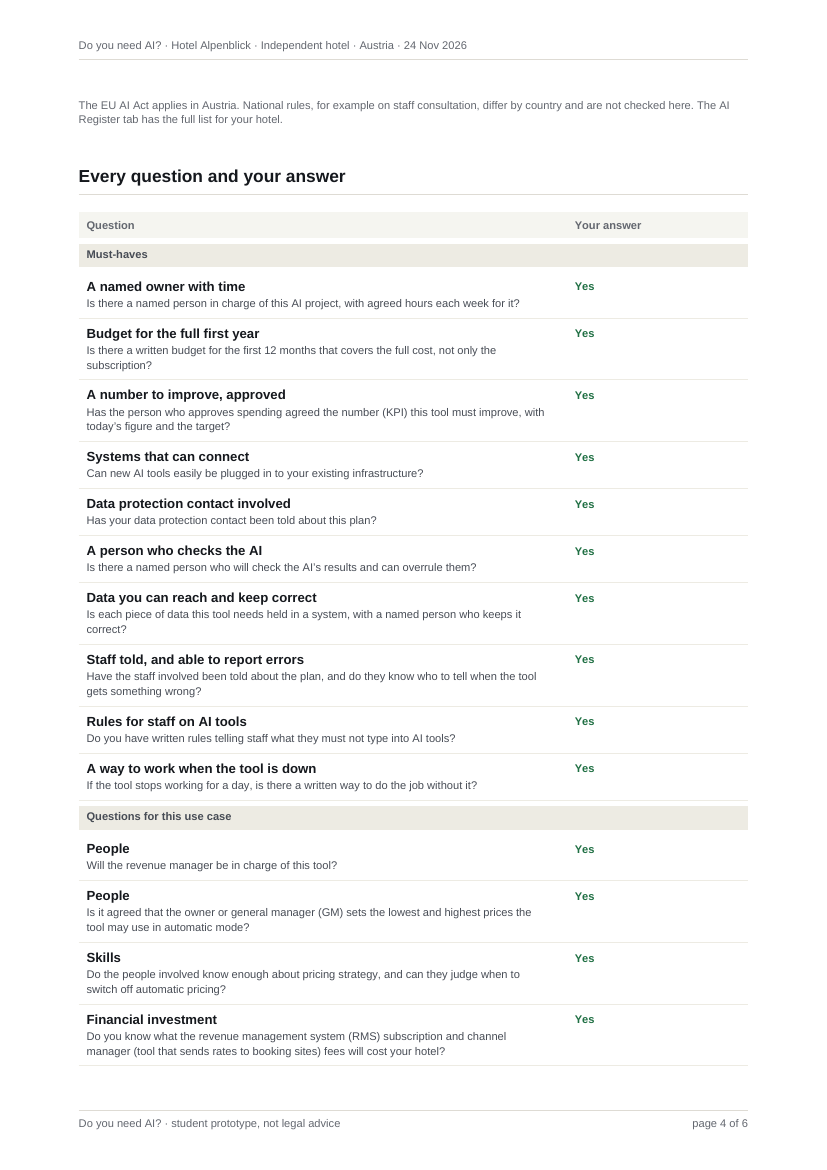 Do you need AI? · Hotel Alpenblick · Independent hotel · Austria · 24 Nov 2026
The EU AI Act applies in Austria. National rules, for example on staff consultation, differ by country and are not checked here. The AI
Register tab has the full list for your hotel.
Every question and your answer
Question Your answer
Must-haves
A named owner with time Yes
Is there a named person in charge of this AI project, with agreed hours each week for it?
Budget for the full first year Yes
Is there a written budget for the first 12 months that covers the full cost, not only the
subscription?
A number to improve, approved Yes
Has the person who approves spending agreed the number (KPI) this tool must improve, with
today’s figure and the target?
Systems that can connect Yes
Can new AI tools easily be plugged in to your existing infrastructure?
Data protection contact involved Yes
Has your data protection contact been told about this plan?
A person who checks the AI Yes
Is there a named person who will check the AI’s results and can overrule them?
Data you can reach and keep correct Yes
Is each piece of data this tool needs held in a system, with a named person who keeps it
correct?
Staff told, and able to report errors Yes
Have the staff involved been told about the plan, and do they know who to tell when the tool
gets something wrong?
Rules for staff on AI tools Yes
Do you have written rules telling staff what they must not type into AI tools?
A way to work when the tool is down Yes
If the tool stops working for a day, is there a written way to do the job without it?
Questions for this use case
People Yes
Will the revenue manager be in charge of this tool?
People Yes
Is it agreed that the owner or general manager (GM) sets the lowest and highest prices the
tool may use in automatic mode?
Skills Yes
Do the people involved know enough about pricing strategy, and can they judge when to
switch off automatic pricing?
Financial investment Yes
Do you know what the revenue management system (RMS) subscription and channel
manager (tool that sends rates to booking sites) fees will cost your hotel?
Do you need AI? · student prototype, not legal advice page 4 of 6